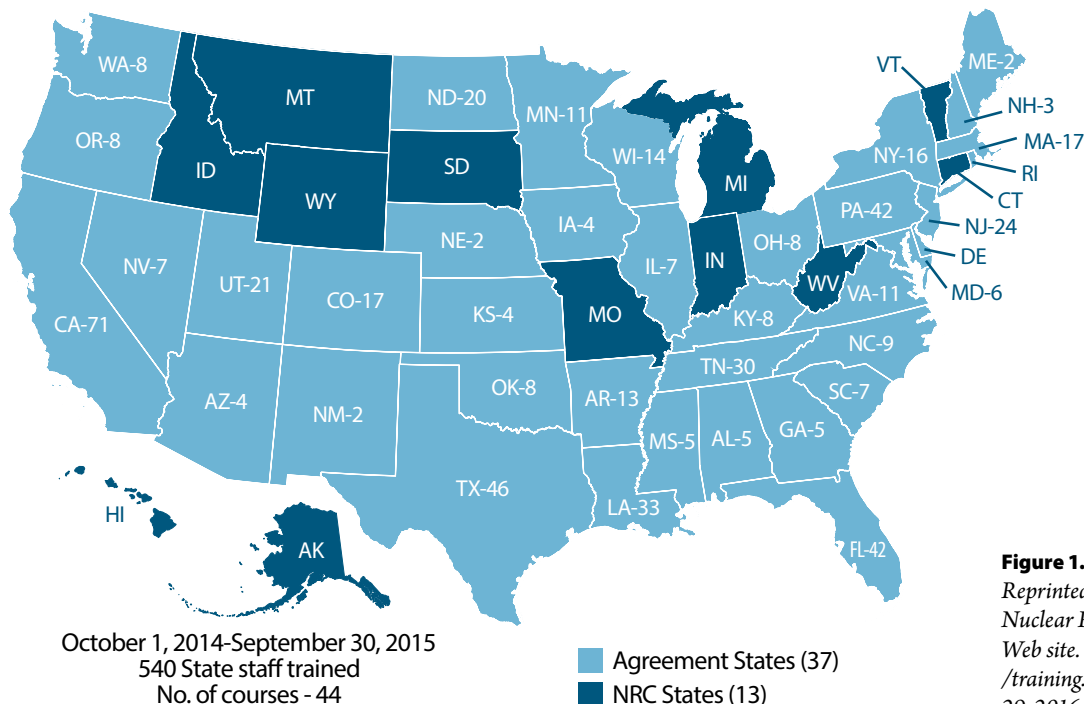 WA-8
MT
ND-20
MN-11
VT
ME-2
NH-3
OR-8
ID
SD
WI-14
MI
NY-16
MA-17
RI
WY
CT
IA-4
PA-42
NJ-24
NE-2
OH-8
DE
NV-7
UT-21
CO-17
IL-7
IN
WV
VA-11
MD-6
CA-71
KS-4
MO
KY-8
NC-9
TN-30
AZ-4
NM-2
OK-8
AR-13
SC-7
MS-5
AL-5
GA-5
TX-46
LA-33
HI
AK
FL-42
October 1, 2014-September 30, 2015
540 State staff trained
No. of courses - 44
Agreement States (37)
NRC States (13)
Figure 1.
Reprinted
Nuclear
Web site.
/training.